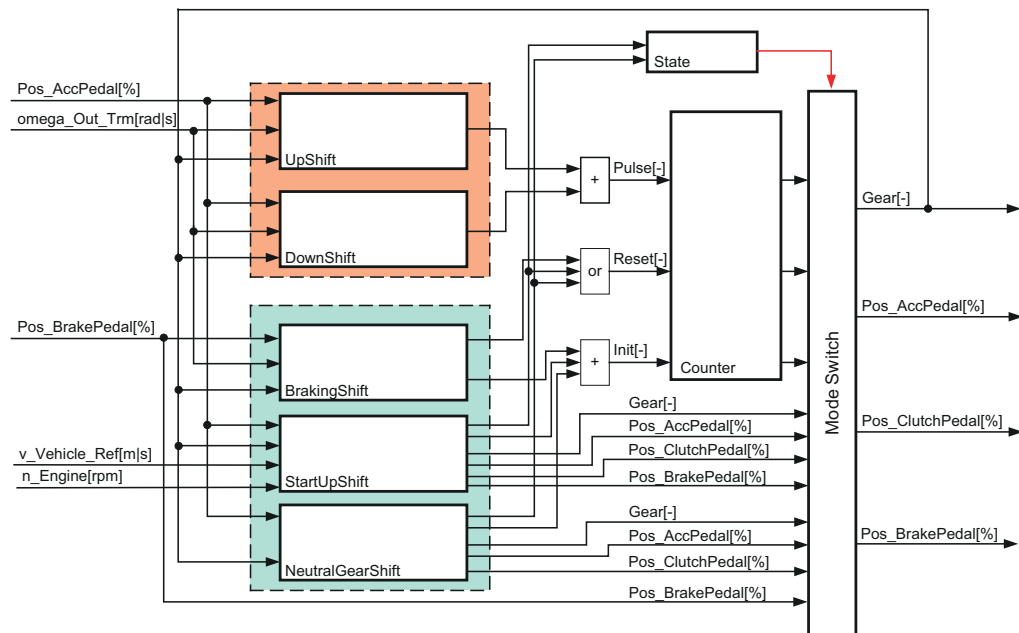 State
Pos_AccPedal[%]
omega_Out_Trm[rad|s]
UpShift
+
Pulse[-]
Gear[-]
DownShift
or
Reset[-]
Pos_AccPedal[%]
Pos_BrakePedal[%]
BrakingShift
+
Init[-]
Counter
Mode Switch
Gear[-]
Pos_AccPedal[%]
Pos_ClutchPedal[%]
Pos_ClutchPedal[%]
v_Vehicle_Ref[m|s]
n_Engine[rpm]
StartUpShift
Pos_BrakePedal[%]
Gear[-]
Pos_AccPedal[%]
Pos_BrakePedal[%]
NeutralGearShift
Pos_ClutchPedal[%]
Pos_BrakePedal[%]